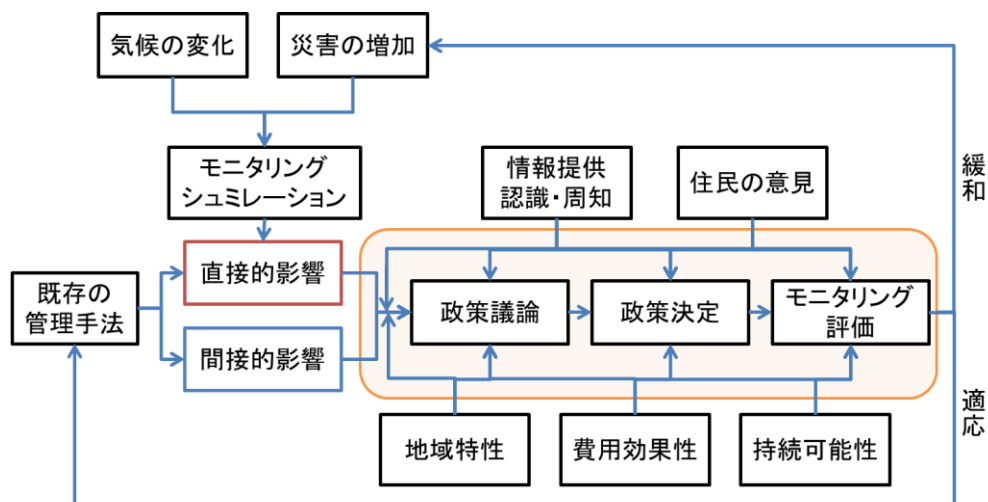 気候の変化
災害の増加
モニタリング
シュミレーション
情報提供
認識・周知
住民の意見
緩和
直接的影響
既存の
管理手法
間接的影響
政策議論
政策決定
モニタリング
評価
適応
地域特性
費用効果性
持続可能性